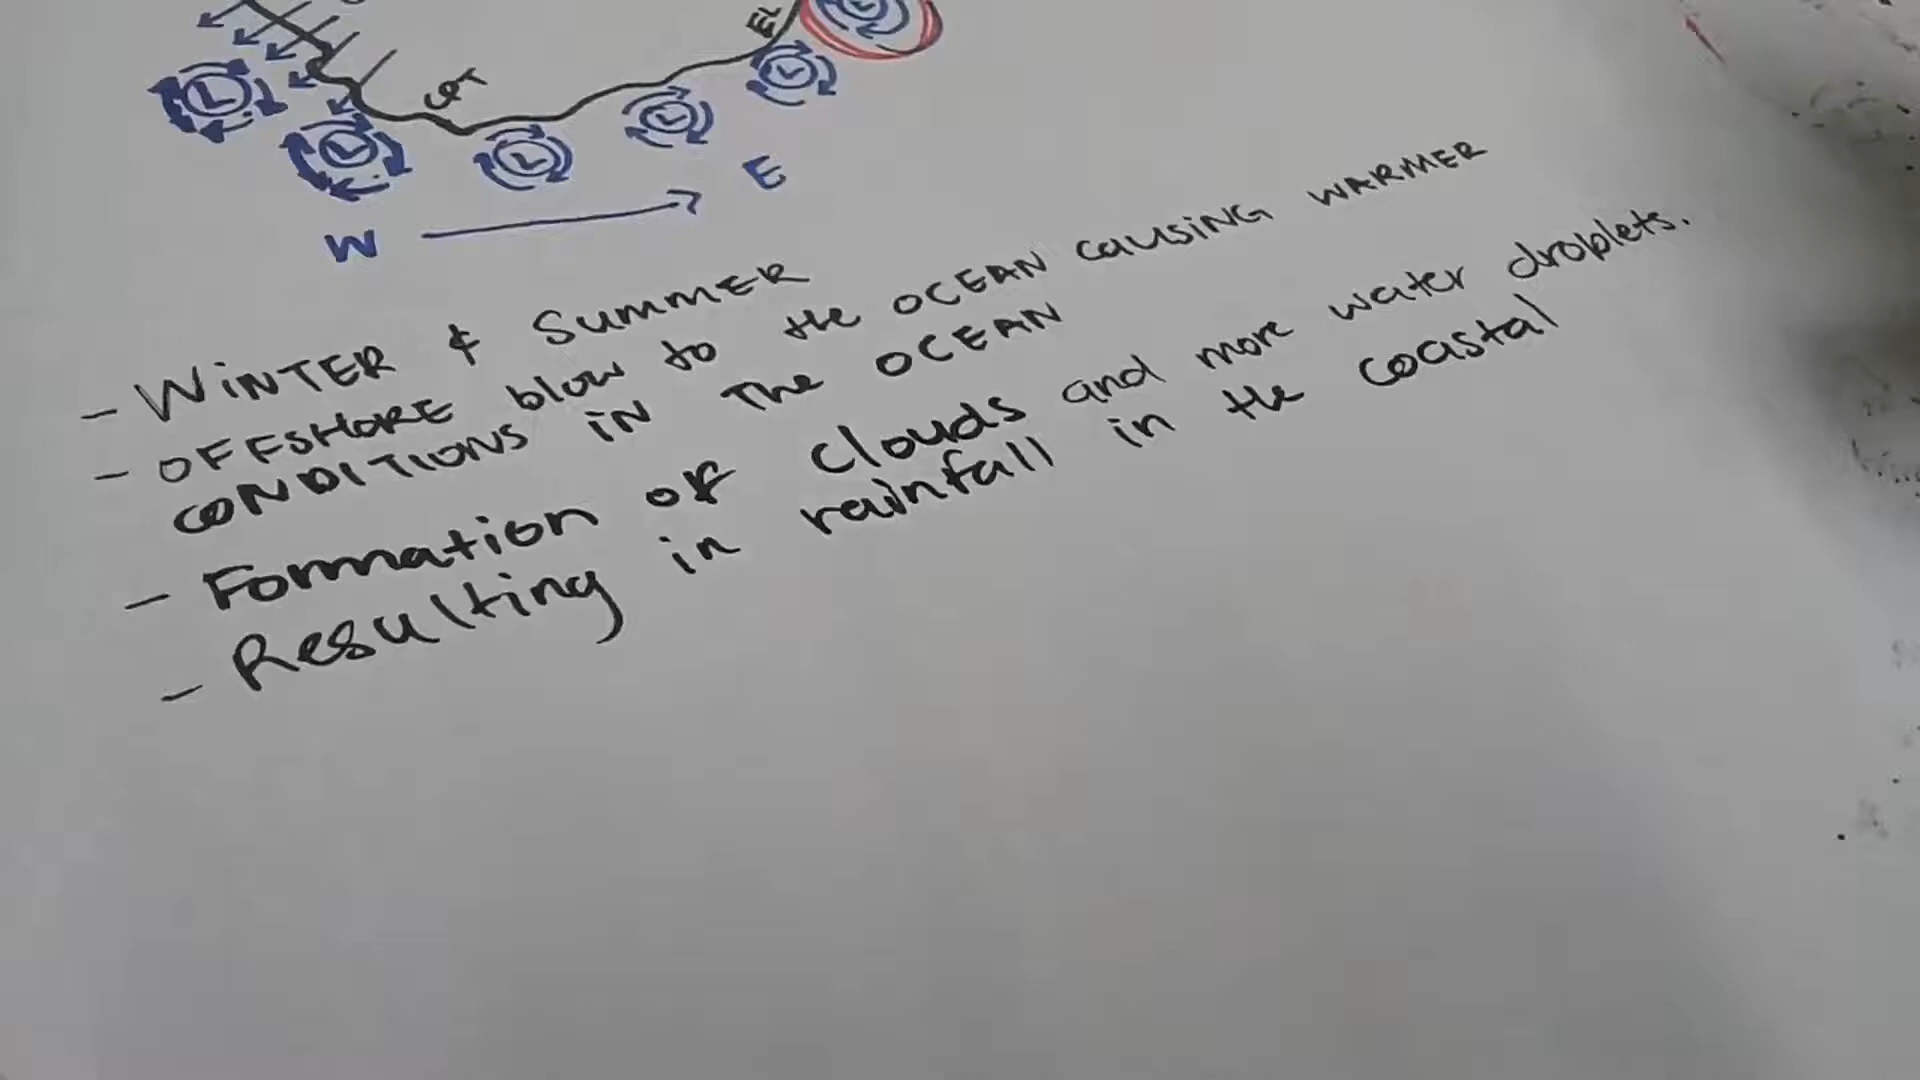 EL
L
CPT
L
L
L
L
W → E
- WINTER & SUMMER
- OFFSHORE blow to the OCEAN causing WARMER
CONDITIONS IN The OCEAN
- Formation of Clouds and more water droplets.
- Resulting in rainfall in the coastal